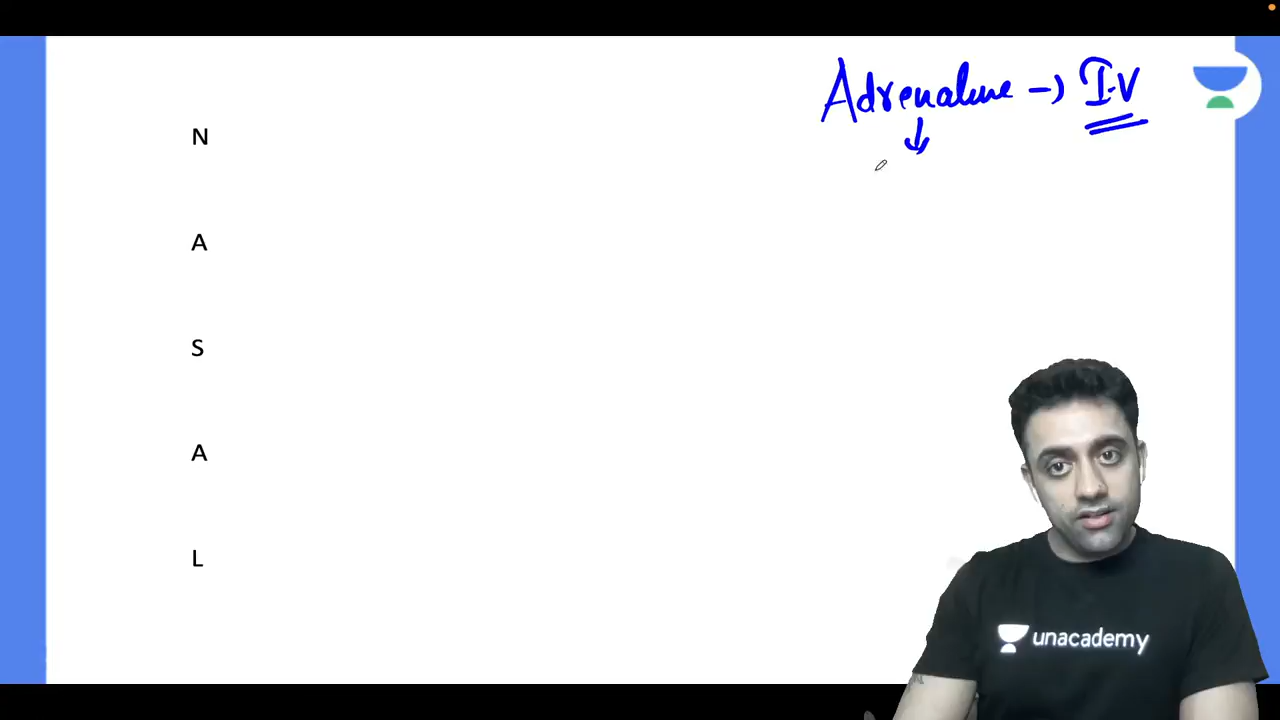 Adrenaline → I.V
↓
N
A
S
A
L
unacademy